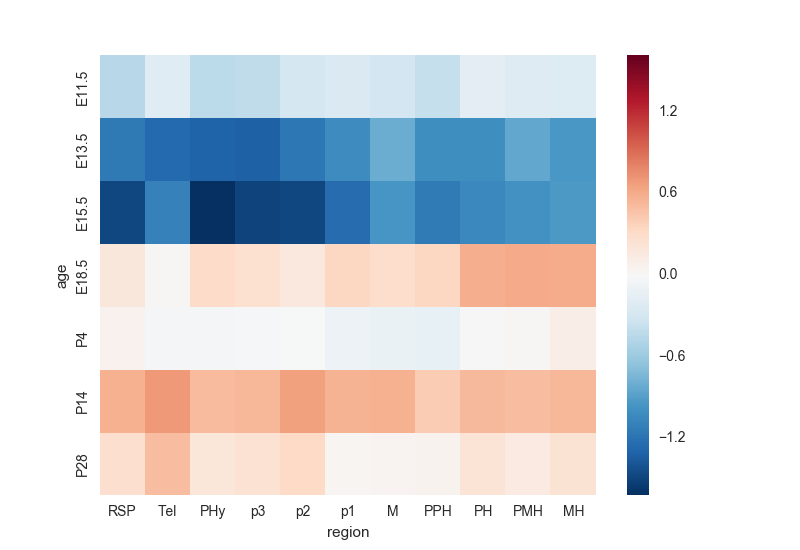 E11.5
E13.5
E15.5
E18.5
P4
P14
P28
age
RSP Tel PHy p3 p2 p1 M PPH PH PMH MH
region
1.2
0.6
0.0
−0.6
−1.2